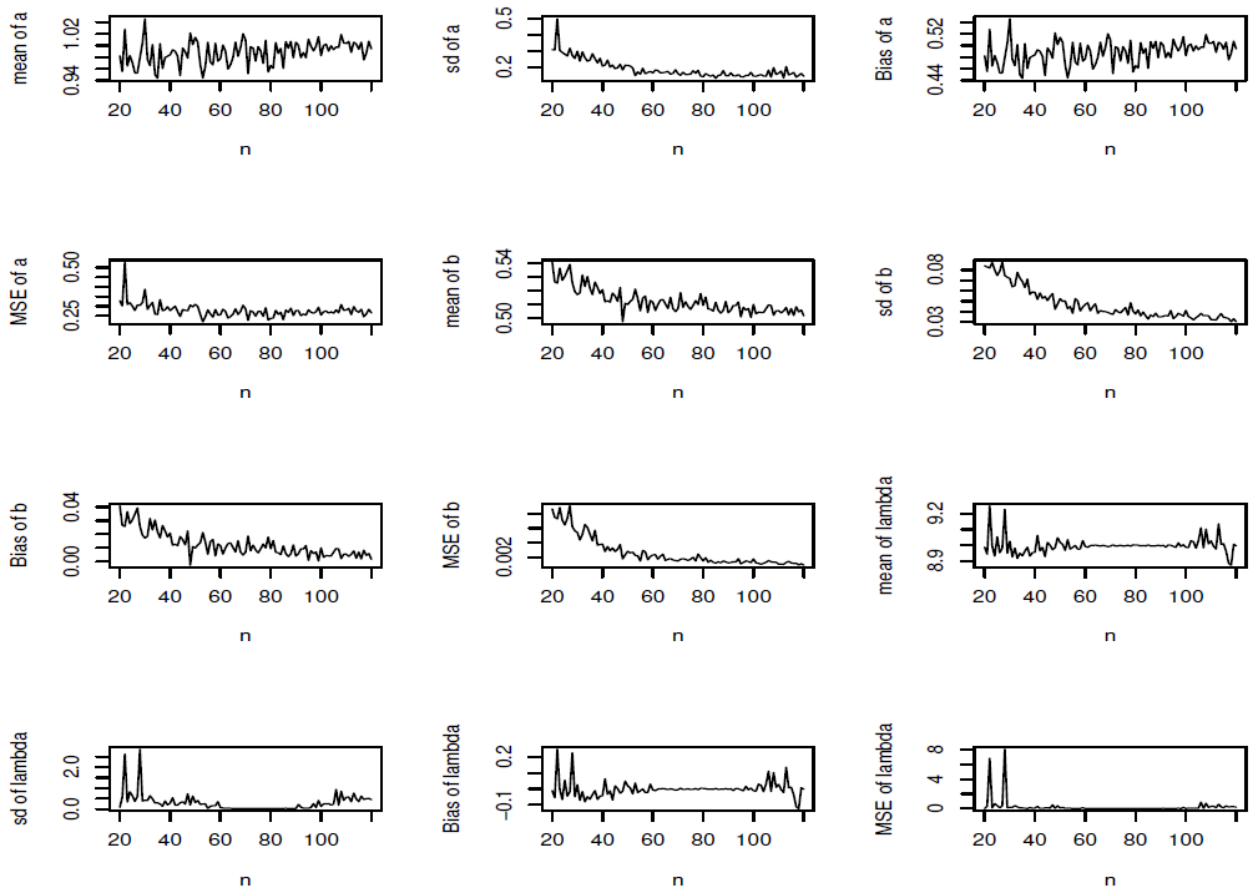 mean of a
0.94 1.02
20 40 60 80 100
n
sd of a
0.2 0.5
20 40 60 80 100
n
Bias of a
0.44 0.52
20 40 60 80 100
n
MSE of a
0.25 0.50
20 40 60 80 100
n
mean of b
0.50 0.54
20 40 60 80 100
n
sd of b
0.03 0.08
20 40 60 80 100
n
Bias of b
0.00 0.04
20 40 60 80 100
n
MSE of b
0.002
20 40 60 80 100
n
mean of lambda
8.9 9.2
20 40 60 80 100
n
sd of lambda
0.0 2.0
20 40 60 80 100
n
Bias of lambda
−0.1 0.2
20 40 60 80 100
n
MSE of lambda
0 4 8
20 40 60 80 100
n